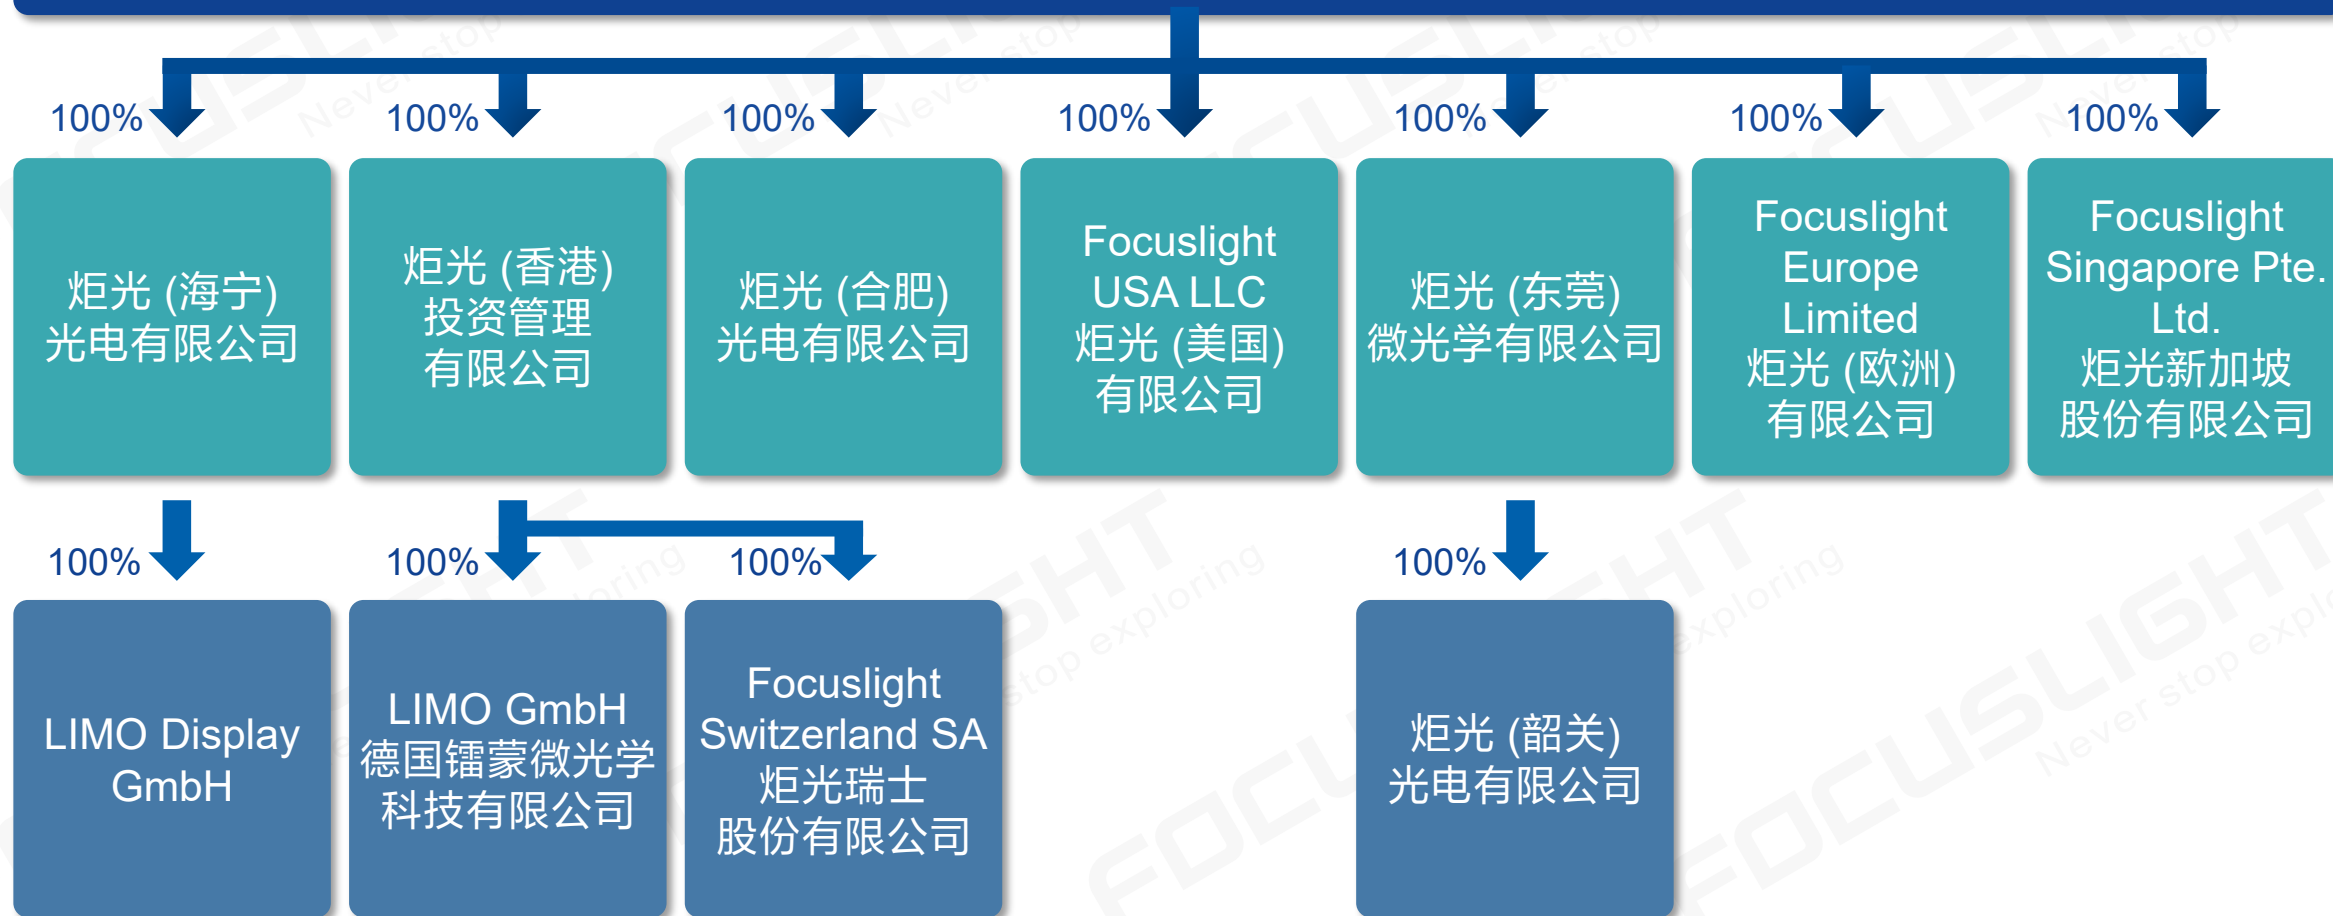 100%
100%
100%
100%
100%
100%
100%
炬光 (海宁)
光电有限公司
炬光 (香港)
投资管理
有限公司
炬光 (合肥)
光电有限公司
Focuslight
USA LLC
炬光 (美国)
有限公司
炬光 (东莞)
微光学有限公司
Focuslight
Europe
Limited
炬光 (欧洲)
有限公司
Focuslight
Singapore Pte.
Ltd.
炬光新加坡
股份有限公司
100%
100%
100%
100%
LIMO Display
GmbH
LIMO GmbH
德国镭蒙微光学
科技有限公司
Focuslight
Switzerland SA
炬光瑞士
股份有限公司
炬光 (韶关)
光电有限公司
FOCUSLIGHT
Never stop